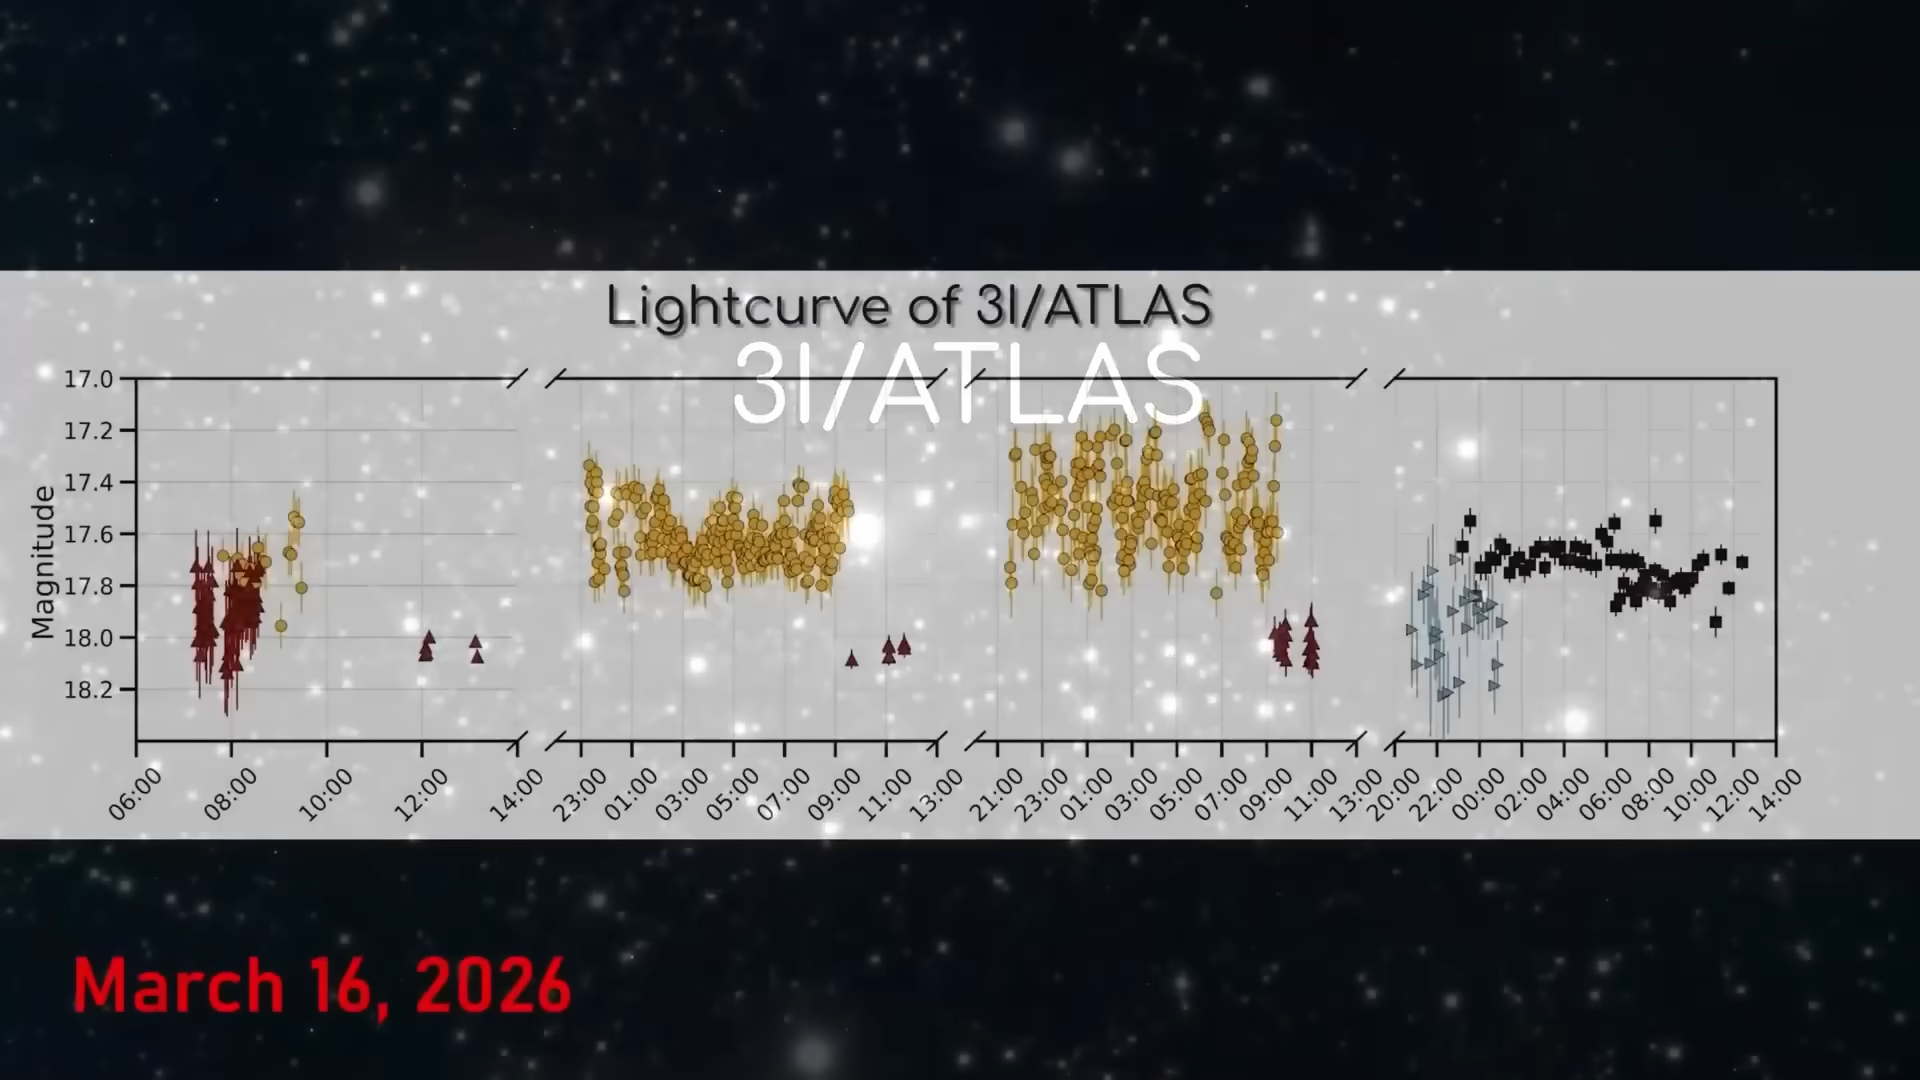 Lightcurve of 3I/ATLAS
3I/ATLAS
Magnitude
17.0
17.2
17.4
17.6
17.8
18.0
18.2
06:00 08:00 10:00 12:00 14:00 23:00 01:00 03:00 05:00 07:00 09:00 11:00 13:00 21:00 23:00 01:00 03:00 05:00 07:00 09:00 11:00 13:00 20:00 22:00 00:00 02:00 04:00 06:00 08:00 10:00 12:00 14:00
March 16, 2026